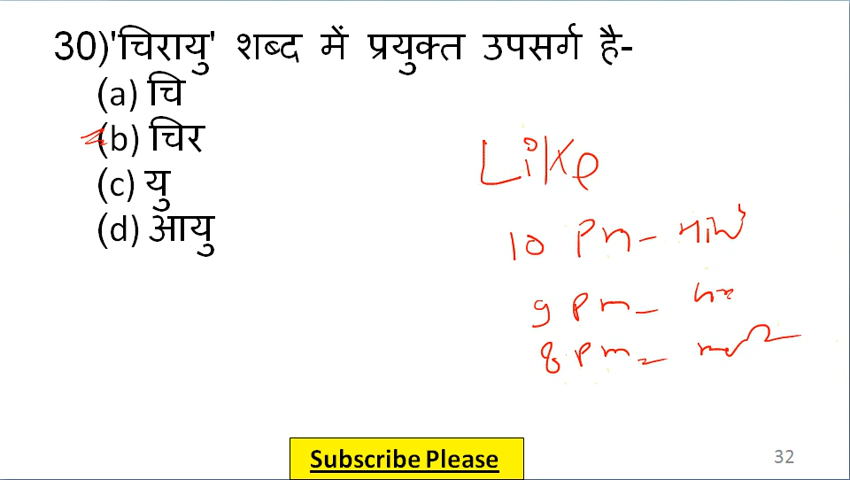 30)'चिरायु' शब्द में प्रयुक्त उपसर्ग है-
(a) चि
(b) चिर
(c) यु
(d) आयु
Like
10 Pm -
9 Pm -
8 Pm -
Subscribe Please
32